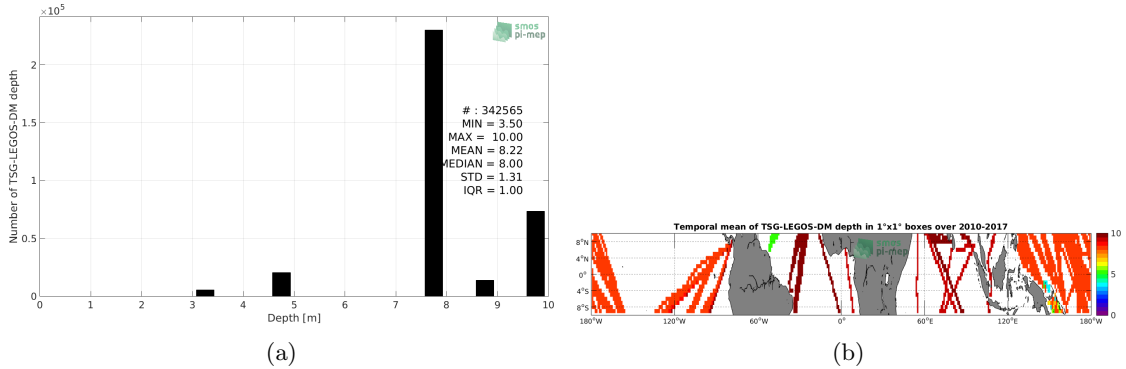 ×10⁵
smos
pi-mep
2
1.5
1
0.5
0
Number of TSG-LEGOS-DM depth
# : 342565
MIN = 3.50
MAX = 10.00
MEAN = 8.22
MEDIAN = 8.00
STD = 1.31
IQR = 1.00
0 1 2 3 4 5 6 7 8 9 10
Depth [m]
(a)
Temporal mean of TSG-LEGOS-DM depth in 1°x1° boxes over 2010-2017
8°N
4°N
0°
4°S
8°S
smos
pi-mep
180°W 120°W 60°W 0° 60°E 120°E 180°W
10
5
0
(b)